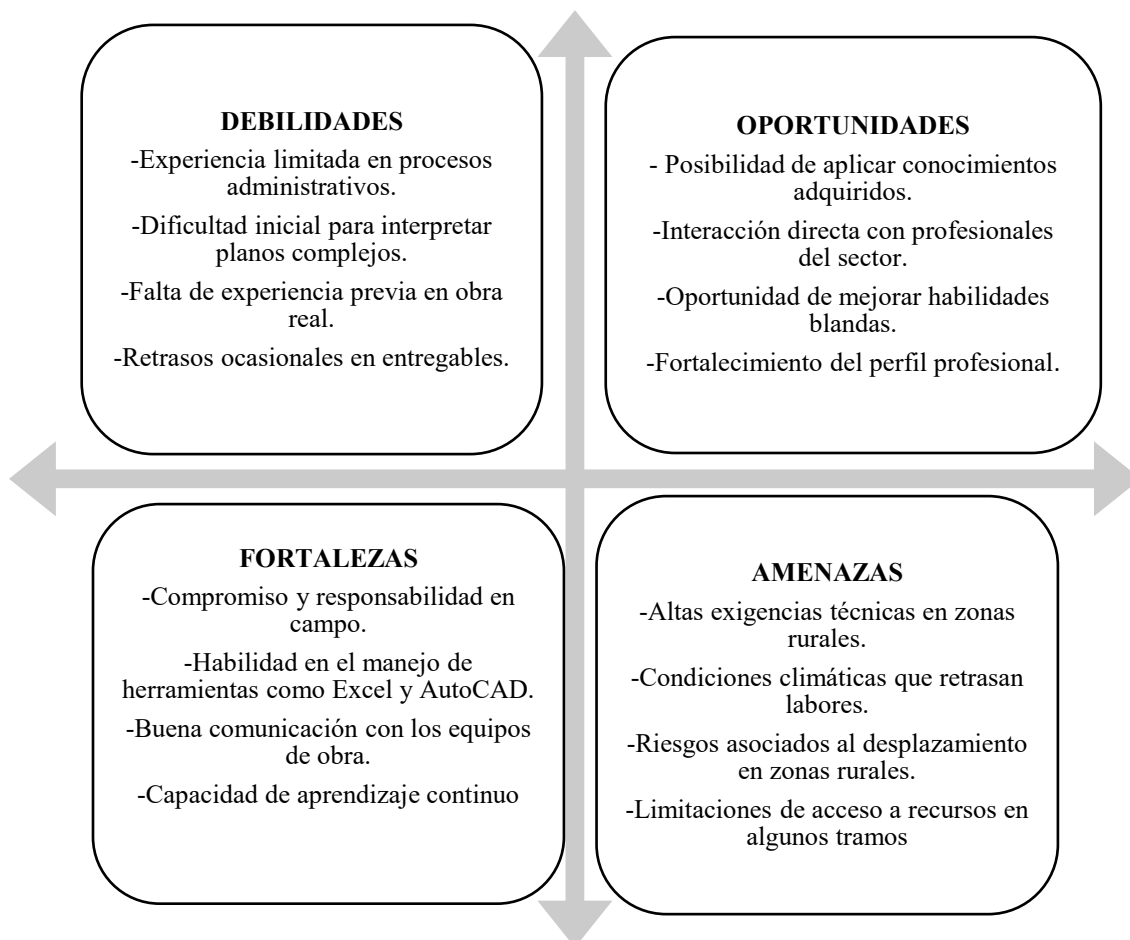 DEBILIDADES
-Experiencia limitada en procesos
administrativos.
-Dificultad inicial para interpretar
planos complejos.
-Falta de experiencia previa en obra
real.
-Retrasos ocasionales en entregables.
OPORTUNIDADES
- Posibilidad de aplicar conocimientos
adquiridos.
-Interacción directa con profesionales
del sector.
-Oportunidad de mejorar habilidades
blandas.
-Fortalecimiento del perfil profesional.
FORTALEZAS
-Compromiso y responsabilidad en
campo.
-Habilidad en el manejo de
herramientas como Excel y AutoCAD.
-Buena comunicación con los equipos
de obra.
-Capacidad de aprendizaje continuo
AMENAZAS
-Altas exigencias técnicas en zonas
rurales.
-Condiciones climáticas que retrasan
labores.
-Riesgos asociados al desplazamiento
en zonas rurales.
-Limitaciones de acceso a recursos en
algunos tramos